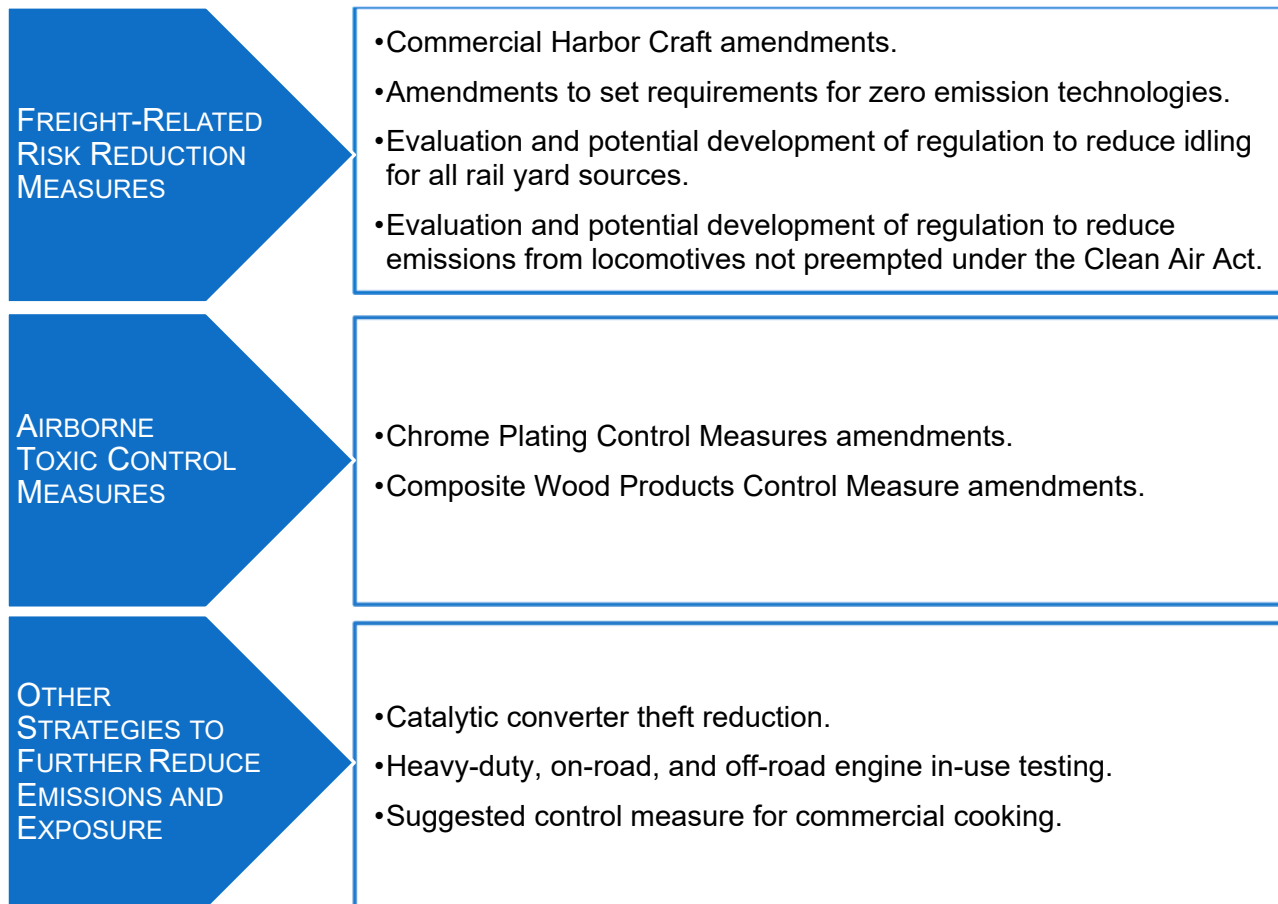 FREIGHT-RELATED
RISK REDUCTION
MEASURES
•Commercial Harbor Craft amendments.
•Amendments to set requirements for zero emission technologies.
•Evaluation and potential development of regulation to reduce idling
for all rail yard sources.
•Evaluation and potential development of regulation to reduce
emissions from locomotives not preempted under the Clean Air Act.
AIRBORNE
TOXIC CONTROL
MEASURES
•Chrome Plating Control Measures amendments.
•Composite Wood Products Control Measure amendments.
OTHER
STRATEGIES TO
FURTHER REDUCE
EMISSIONS AND
EXPOSURE
•Catalytic converter theft reduction.
•Heavy-duty, on-road, and off-road engine in-use testing.
•Suggested control measure for commercial cooking.